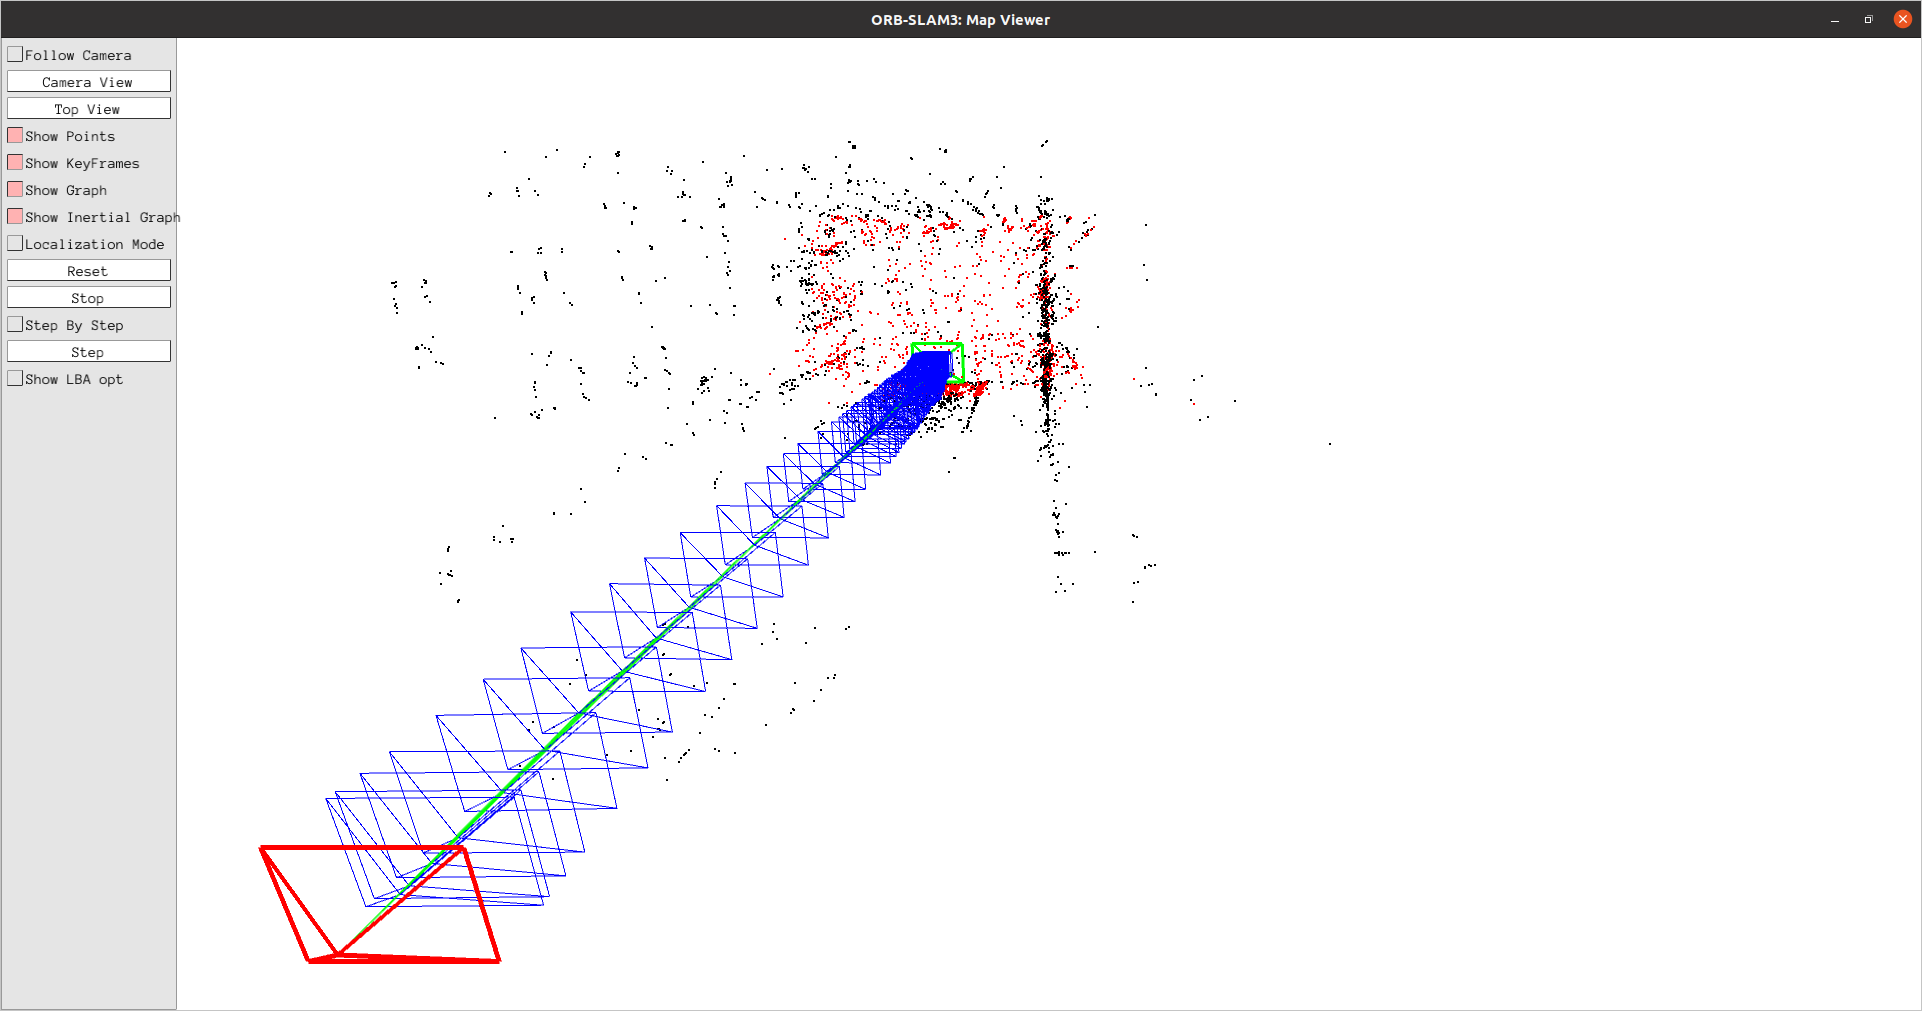 ORB-SLAM3: Map Viewer
Follow Camera
Camera View
Top View
Show Points
Show KeyFrames
Show Graph
Show Inertial Graph
Localization Mode
Reset
Stop
Step By Step
Step
Show LBA opt